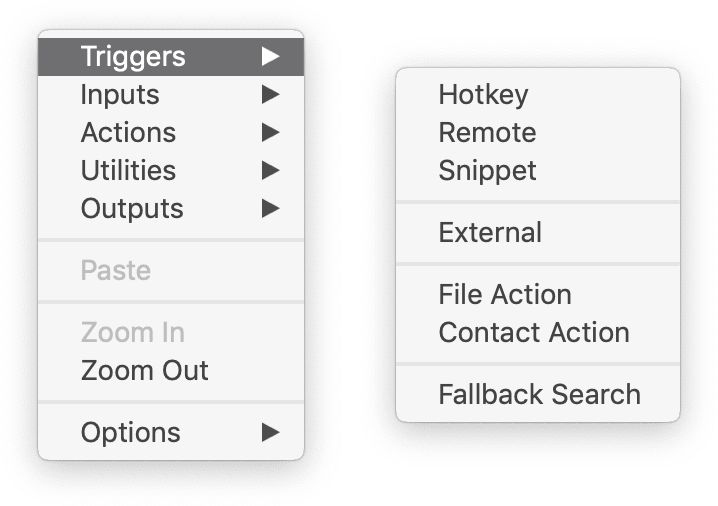 Triggers
Inputs
Actions
Utilities
Outputs
Paste
Zoom In
Zoom Out
Options
Hotkey
Remote
Snippet
External
File Action
Contact Action
Fallback Search